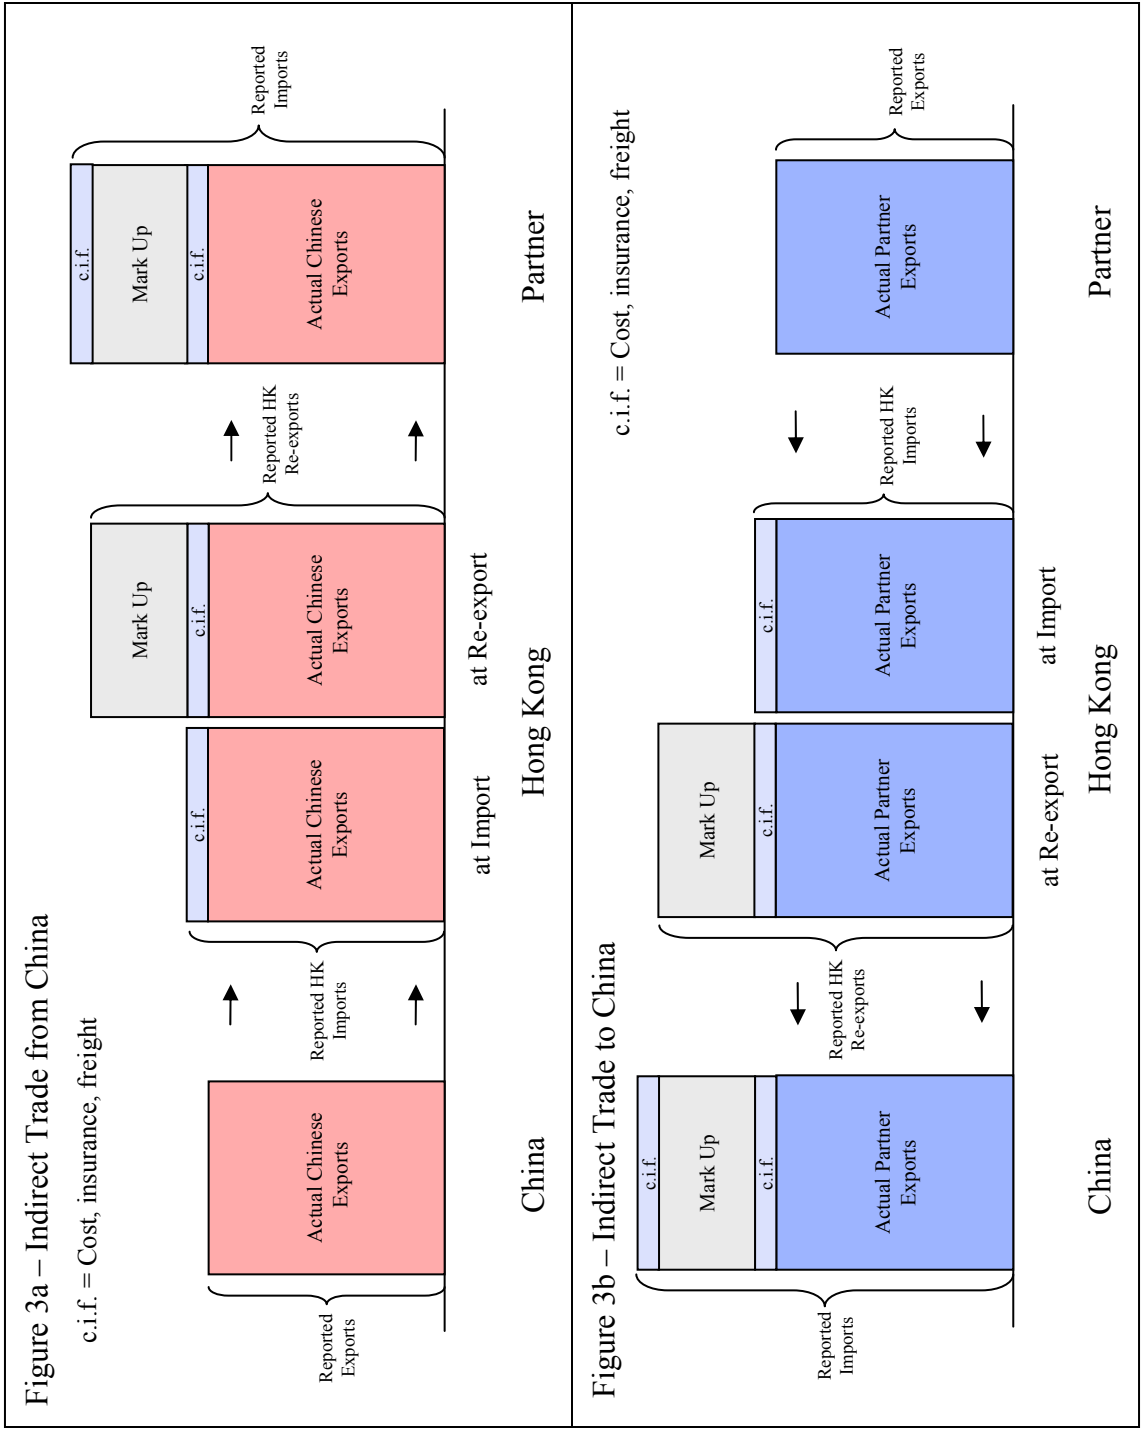 Figure 3a – Indirect Trade from China
c.i.f. = Cost, insurance, freight
Reported
Exports
Actual Chinese
Exports
China
Reported HK
Imports
c.i.f.
Actual Chinese
Exports
at Import
Mark Up
c.i.f.
Actual Chinese
Exports
at Re-export
Hong Kong
Reported HK
Re-exports
c.i.f.
Mark Up
c.i.f.
Actual Chinese
Exports
Partner
Reported
Imports
Figure 3b – Indirect Trade to China
c.i.f. = Cost, insurance, freight
Reported
Imports
c.i.f.
Mark Up
c.i.f.
Actual Partner
Exports
China
Reported HK
Re-exports
Mark Up
c.i.f.
Actual Partner
Exports
at Re-export
c.i.f.
Actual Partner
Exports
at Import
Hong Kong
Reported HK
Imports
Actual Partner
Exports
Partner
Reported
Exports